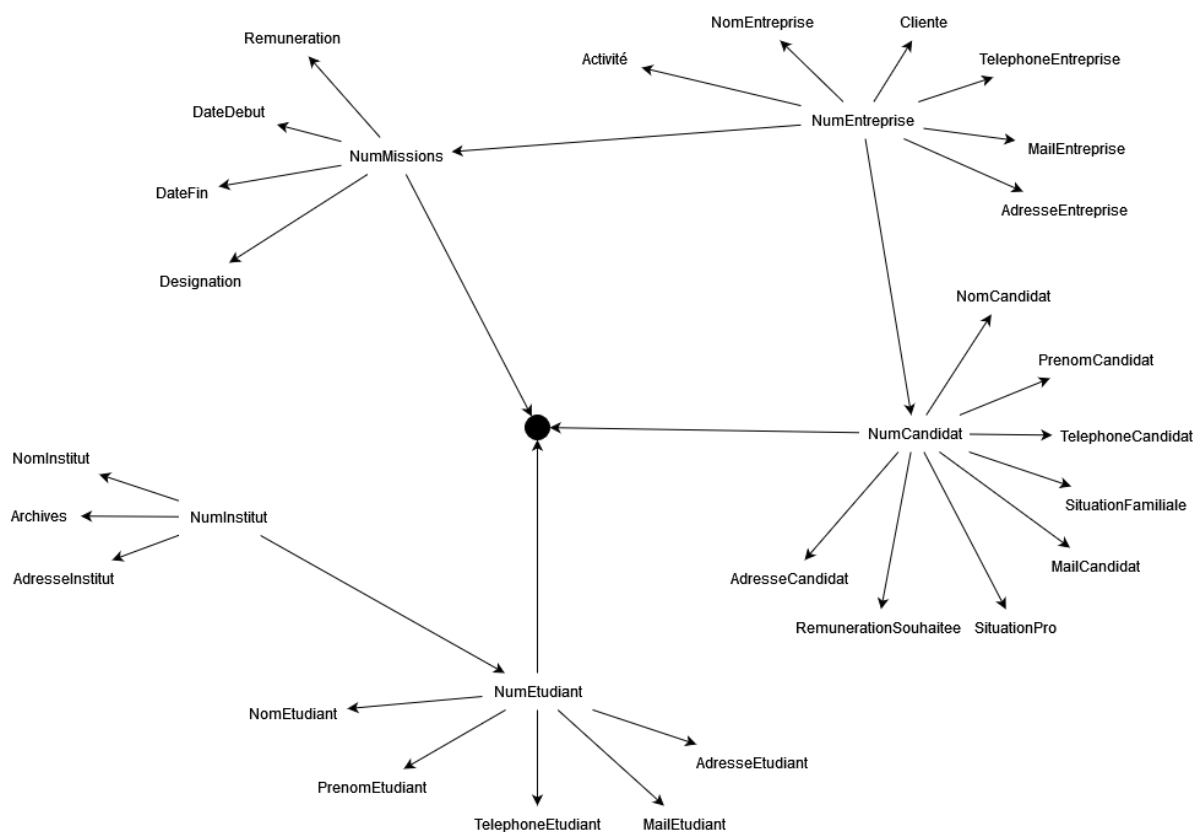 NomEntreprise
Cliente
Remuneration
Activité
TelephoneEntreprise
DateDebut
NumEntreprise
NumMissions
MailEntreprise
DateFin
AdresseEntreprise
Designation
NomCandidat
PrenomCandidat
NumCandidat
TelephoneCandidat
NomInstitut
SituationFamiliale
Archives
NumInstitut
MailCandidat
AdresseInstitut
AdresseCandidat
RemunerationSouhaitee
SituationPro
NumEtudiant
NomEtudiant
AdresseEtudiant
PrenomEtudiant
TelephoneEtudiant
MailEtudiant